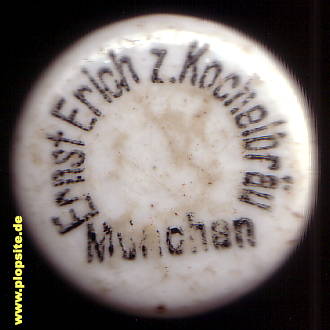 Ernst Erich z. Kochelbräu
München
www.plopsite.de